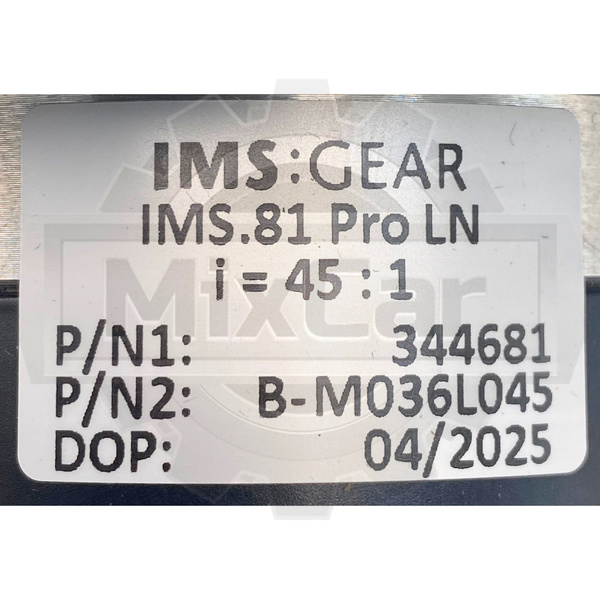 IMS:GEAR
IMS.81 Pro LN
i = 45 : 1
MixCar
P/N1: 344681
P/N2: B-M036L045
DOP: 04/2025